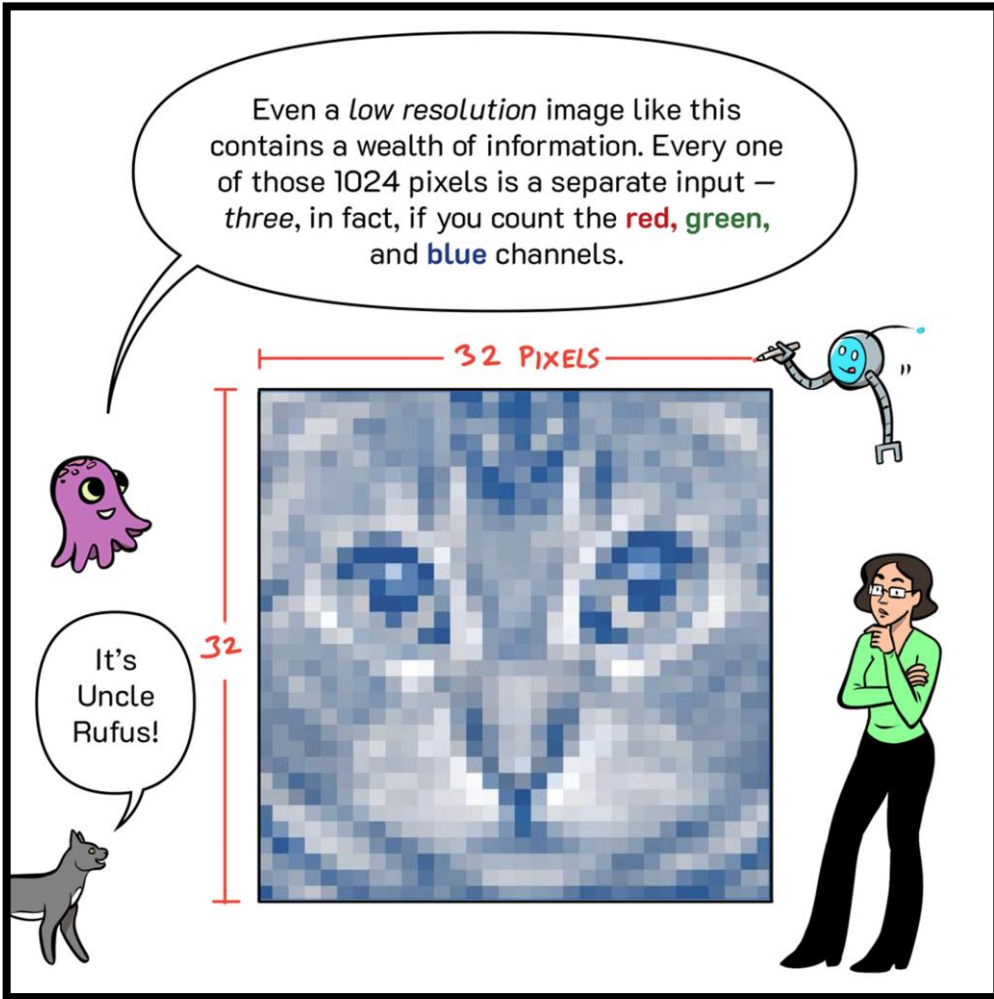 Even a low resolution image like this
contains a wealth of information. Every one
of those 1024 pixels is a separate input —
three, in fact, if you count the red, green,
and blue channels.
32 PIXELS
32
It's
Uncle
Rufus!